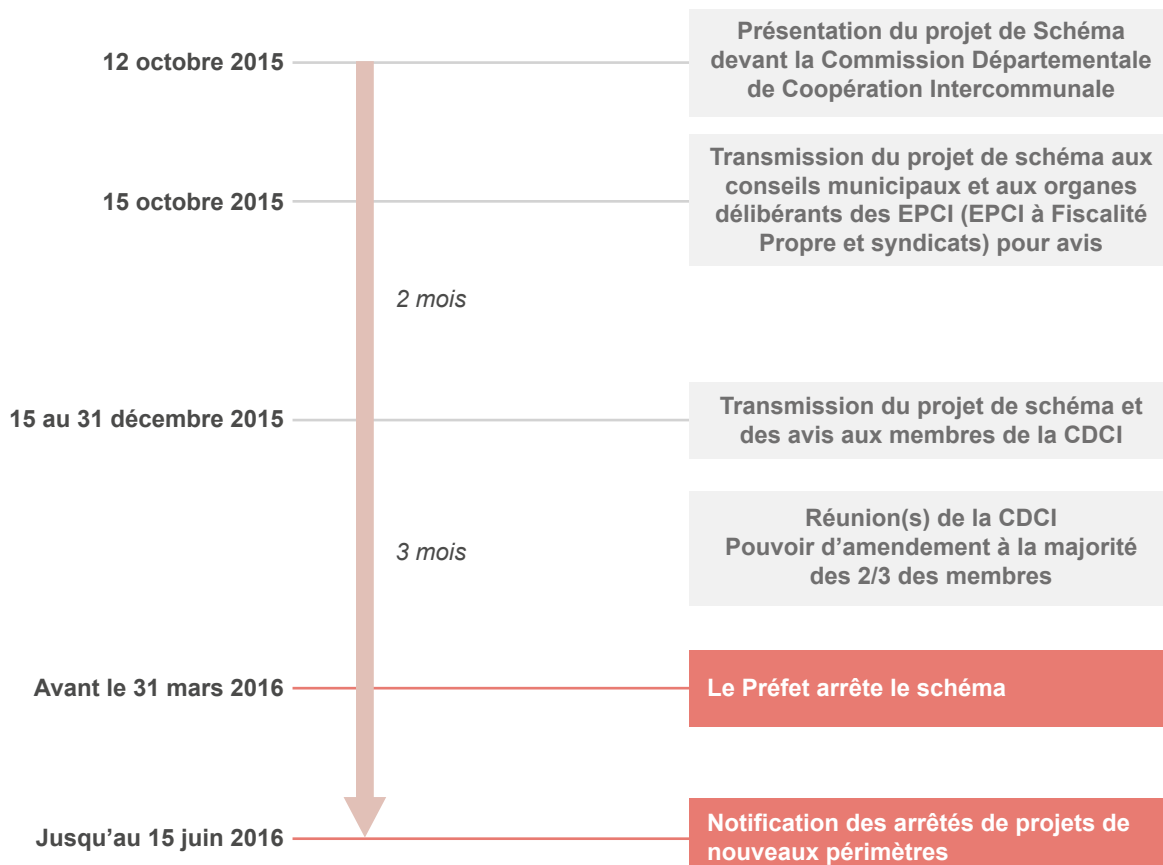 12 octobre 2015
Présentation du projet de Schéma
devant la Commission Départementale
de Coopération Intercommunale
15 octobre 2015
Transmission du projet de schéma aux
conseils municipaux et aux organes
délibérants des EPCI (EPCI à Fiscalité
Propre et syndicats) pour avis
2 mois
15 au 31 décembre 2015
Transmission du projet de schéma et
des avis aux membres de la CDCI
3 mois
Réunion(s) de la CDCI
Pouvoir d’amendement à la majorité
des 2/3 des membres
Avant le 31 mars 2016
Le Préfet arrête le schéma
Jusqu’au 15 juin 2016
Notification des arrêtés de projets de
nouveaux périmètres